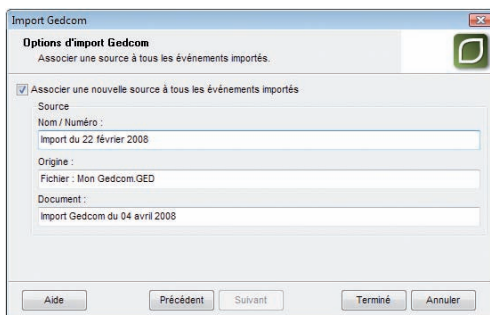 Import Gedcom
Options d'import Gedcom
Associer une source à tous les événements importés.
Associer une nouvelle source à tous les événements importés
Source
Nom / Numéro :
Import du 22 février 2008
Origine :
Fichier : Mon Gedcom.GED
Document :
Import Gedcom du 04 avril 2008
Aide Précédent Suivant Terminé Annuler